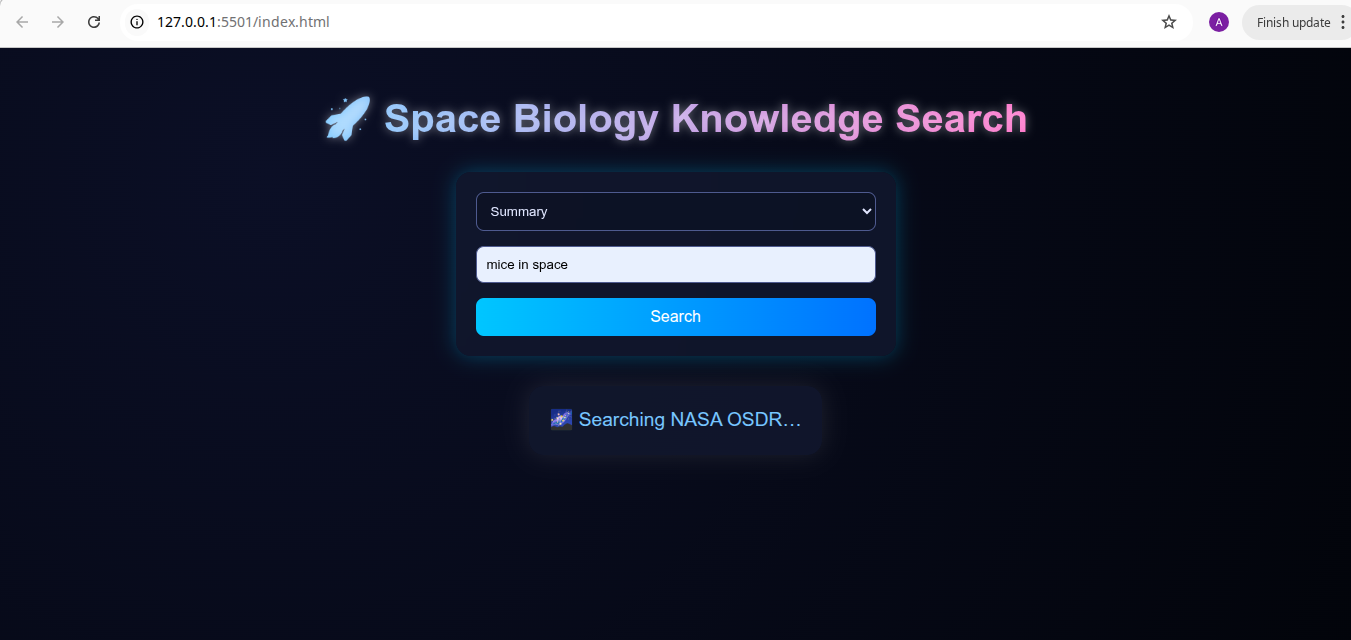 127.0.0.1:5501/index.html
A
Finish update
🚀 Space Biology Knowledge Search
Summary
mice in space
Search
🌌 Searching NASA OSDR...